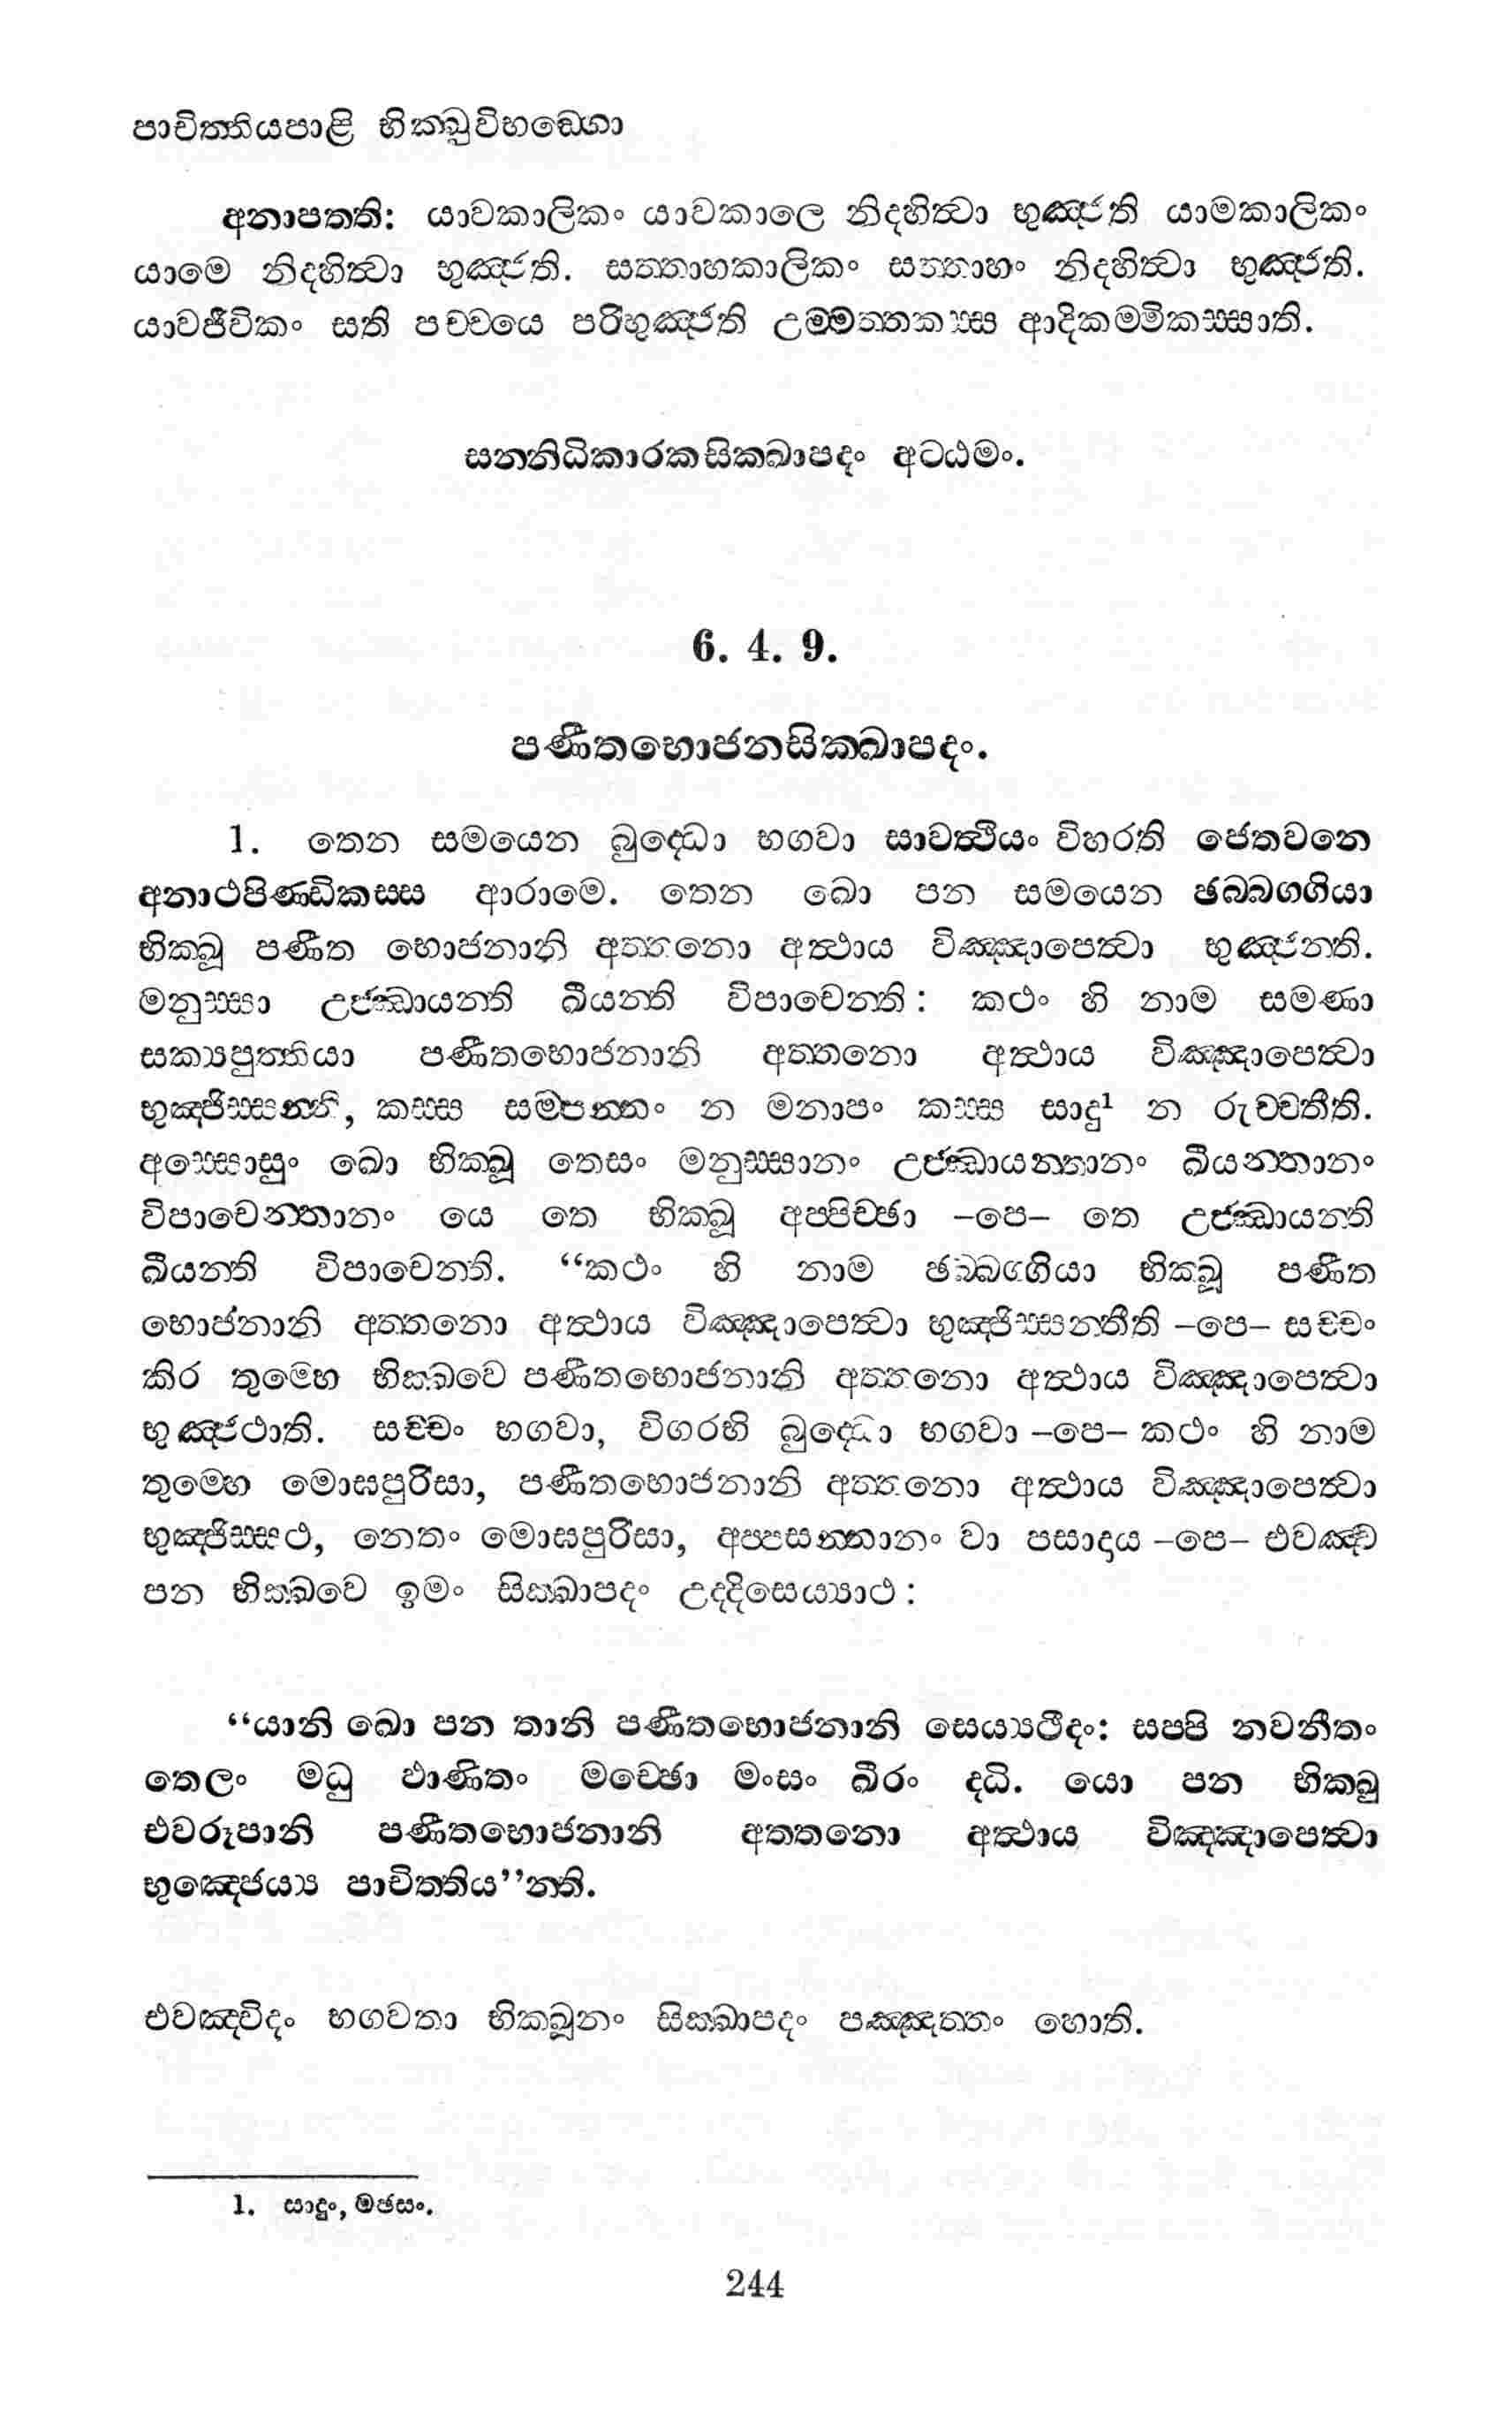 පාචිත්තියපාළි භික්ඛුවිභඞ්ගො
අනාපත්ති: යාවකාලිකං යාවකාලෙ නිදහිත්වා භුඤ්ජති යාමකාලිකං
යාමෙ නිදහිත්වා භුඤ්ජති. සත්තාහකාලිකං සත්තාහං නිදහිත්වා භුඤ්ජති.
යාවජීවිකං සති පච්චයෙ පරිභුඤ්ජති උම්මත්තකස්ස ආදිකම්මිකස්සාති.
සන්නිධිකාරකසික්ඛාපදං අට්ඨමං.
6. 4. 9.
පණීතභොජනසික්ඛාපදං.
1. තෙන සමයෙන බුද්ධො භගවා සාවත්ථියං විහරති ජෙතවනෙ
අනාථපිණ්ඩිකස්ස ආරාමෙ. තෙන ඛො පන සමයෙන ඡබ්බග්ගියා
භික්ඛූ පණීත භොජනානි අත්තනො අත්ථාය විඤ්ඤාපෙත්වා භුඤ්ජන්ති.
මනුස්සා උජ්ඣායන්ති ඛීයන්ති විපාචෙන්ති: කථං හි නාම සමණා
සක්‍යපුත්තියා පණීතභොජනානි අත්තනො අත්ථාය විඤ්ඤාපෙත්වා
භුඤ්ජිස්සන්ති, කස්ස සම්පන්නං න මනාපං කස්ස සාදු¹ න රුච්චතීති.
අස්සොසුං ඛො භික්ඛූ තෙසං මනුස්සානං උජ්ඣායන්තානං ඛීයන්තානං
විපාචෙන්තානං යෙ තෙ භික්ඛූ අප්පිච්ඡා –පෙ– තෙ උජ්ඣායන්ති
ඛීයන්ති විපාචෙන්ති. “කථං හි නාම ඡබ්බග්ගියා භික්ඛූ පණීත
භොජනානි අත්තනො අත්ථාය විඤ්ඤාපෙත්වා භුඤ්ජිස්සන්තීති –පෙ– සච්චං
කිර තුම්හෙ භික්ඛවෙ පණීතභොජනානි අත්තනො අත්ථාය විඤ්ඤාපෙත්වා
භුඤ්ජථාති. සච්චං භගවා, විගරහි බුද්ධො භගවා –පෙ– කථං හි නාම
තුම්හෙ මොඝපුරිසා, පණීතභොජනානි අත්තනො අත්ථාය විඤ්ඤාපෙත්වා
භුඤ්ජිස්සථ, නෙතං මොඝපුරිසා, අප්පසන්නානං වා පසාදාය –පෙ– එවඤ්ච
පන භික්ඛවෙ ඉමං සික්ඛාපදං උද්දිසෙය්‍යාථ:
“යානි ඛො පන තානි පණීතභොජනානි සෙය්‍යථීදං: සප්පි නවනීතං
තෙලං මධු ඵාණිතං මච්ඡො මංසං ඛීරං දධි. යො පන භික්ඛු
එවරූපානි පණීතභොජනානි අත්තනො අත්ථාය විඤ්ඤාපෙත්වා
භුඤ්ජෙය්‍ය පාචිත්තිය”න්ති.
එවඤ්චිදං භගවතා භික්ඛූනං සික්ඛාපදං පඤ්ඤත්තං හොති.
1. සාදුං, මඡසං.
244